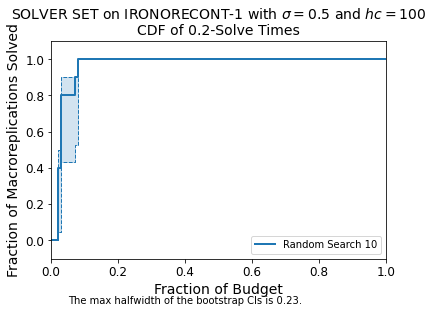 SOLVER SET on IRONORECONT-1 with σ = 0.5 and hc = 100
CDF of 0.2-Solve Times
Fraction of Macroreplications Solved
1.0
0.8
0.6
0.4
0.2
0.0
Random Search 10
0.0 0.2 0.4 0.6 0.8 1.0
Fraction of Budget
The max halfwidth of the bootstrap CIs is 0.23.